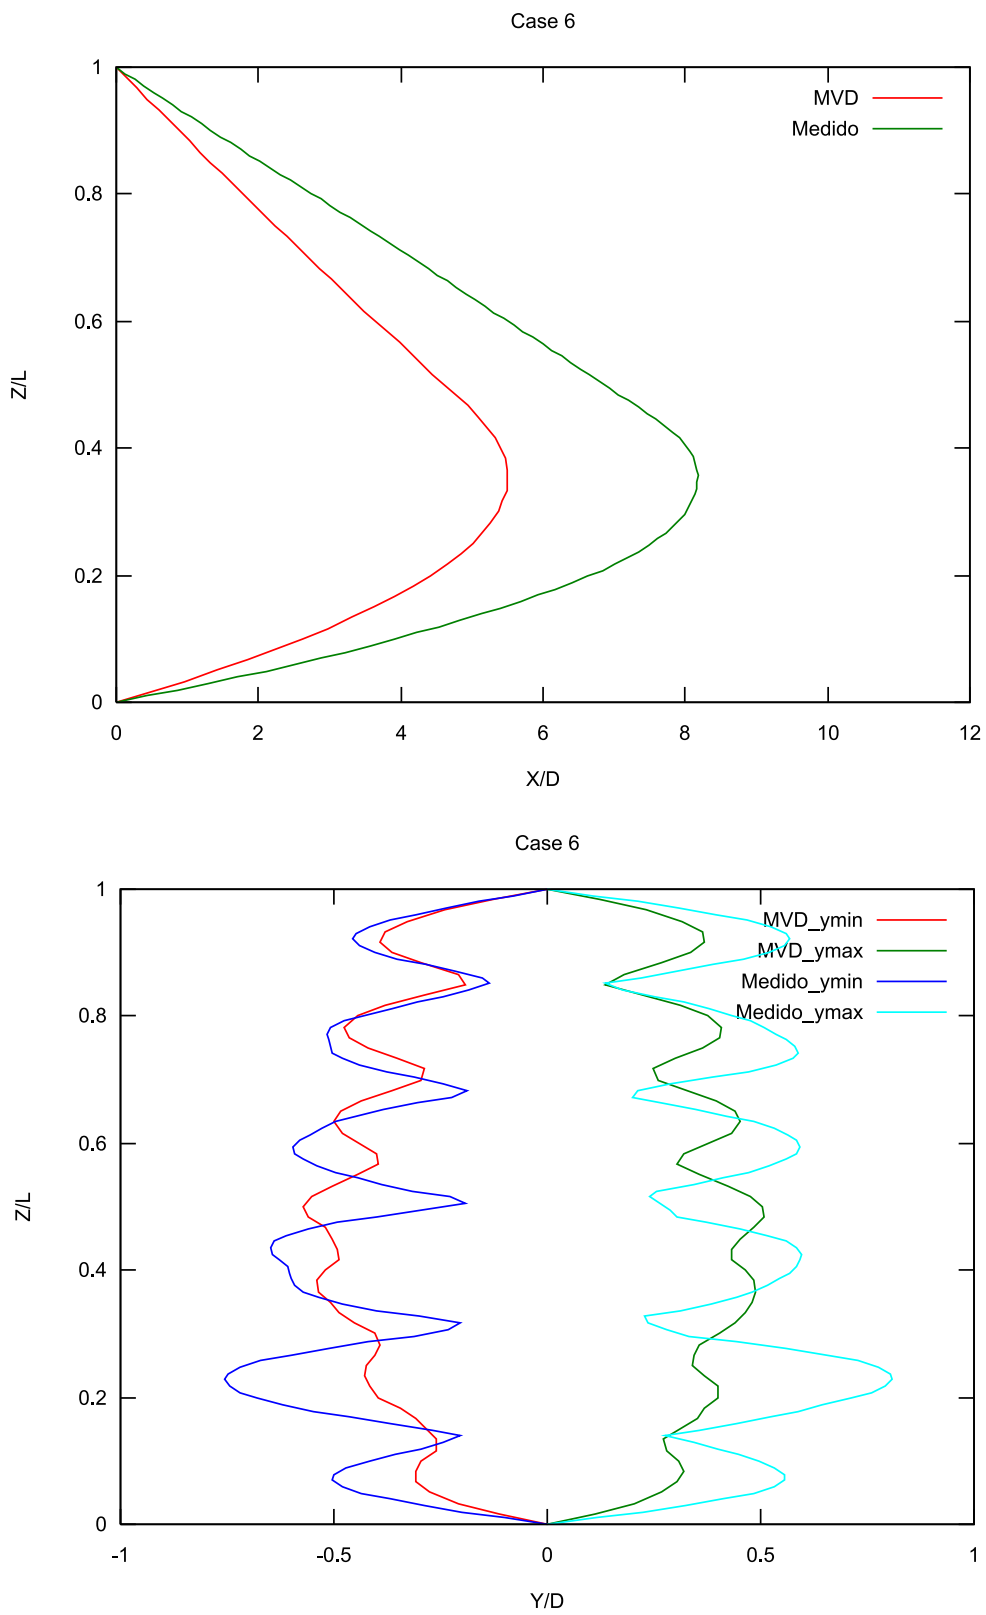 Case 6
1
MVD
Medido
0.8
0.6
Z/L
0.4
0.2
0
0 2 4 6 8 10 12
X/D
Case 6
1
MVD_ymin
MVD_ymax
Medido_ymin
Medido_ymax
0.8
0.6
Z/L
0.4
0.2
0
-1 -0.5 0 0.5 1
Y/D